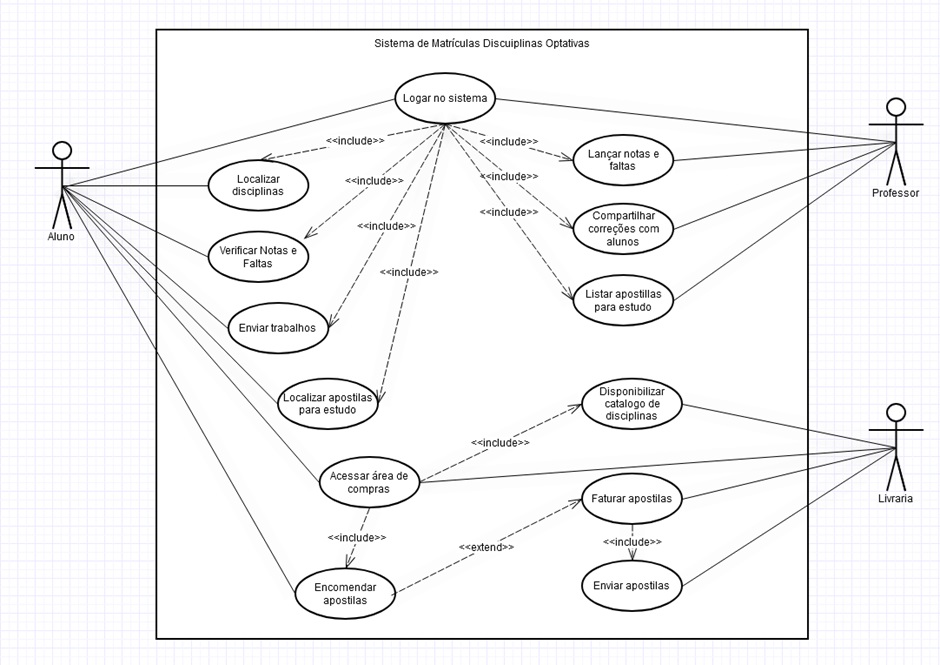 Sistema de Matrículas Discuiplinas Optativas
Logar no sistema
<<include>>
<<include>>
Lançar notas e
faltas
Localizar
disciplinas
<<include>>
<<include>>
Professor
Aluno
<<include>>
<<include>>
Compartilhar
correções com
alunos
Verificar Notas e
Faltas
<<include>>
Listar apostillas
para estudo
Enviar trabalhos
Localizar apostilas
para estudo
Disponibilizar
catalogo de
disciplinas
<<include>>
Acessar área de
compras
Faturar apostilas
Livraria
<<include>>
<<extend>>
<<include>>
Encomendar
apostilas
Enviar apostilas